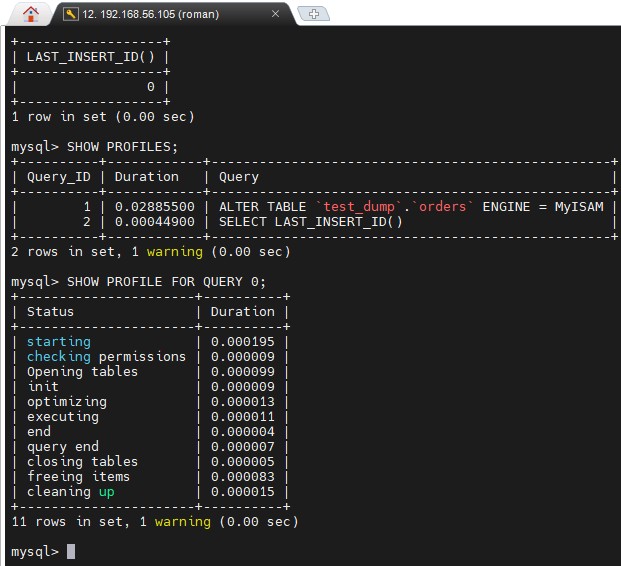 12. 192.168.56.105 (roman)
+------------------+
| LAST_INSERT_ID() |
+------------------+
|                0 |
+------------------+
1 row in set (0.00 sec)

mysql> SHOW PROFILES;
+----------+------------+--------------------------------------------------+
| Query_ID | Duration   | Query                                            |
+----------+------------+--------------------------------------------------+
|        1 | 0.02885500 | ALTER TABLE `test_dump`.`orders` ENGINE = MyISAM |
|        2 | 0.00044900 | SELECT LAST_INSERT_ID()                          |
+----------+------------+--------------------------------------------------+
2 rows in set, 1 warning (0.00 sec)

mysql> SHOW PROFILE FOR QUERY 0;
+----------------------+----------+
| Status               | Duration |
+----------------------+----------+
| starting             | 0.000195 |
| checking permissions | 0.000009 |
| Opening tables       | 0.000099 |
| init                 | 0.000009 |
| optimizing           | 0.000013 |
| executing            | 0.000011 |
| end                  | 0.000004 |
| query end            | 0.000007 |
| closing tables       | 0.000005 |
| freeing items        | 0.000083 |
| cleaning up          | 0.000015 |
+----------------------+----------+
11 rows in set, 1 warning (0.00 sec)

mysql>